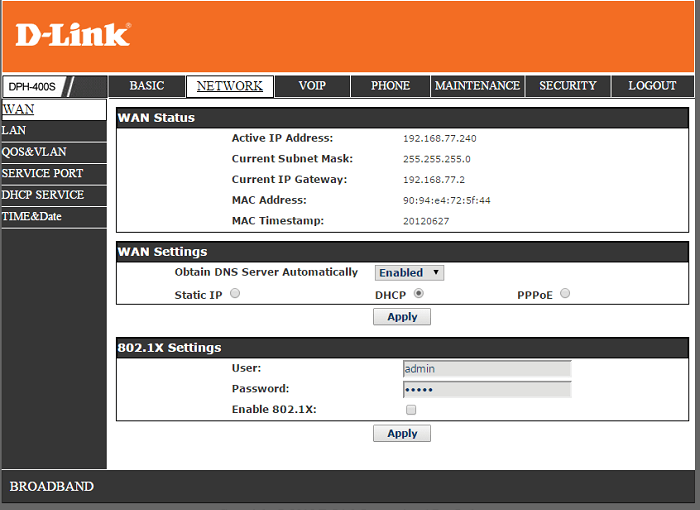 D-Link®
DPH-400S
BASIC
NETWORK
VOIP
PHONE
MAINTENANCE
SECURITY
LOGOUT
WAN
LAN
QOS&VLAN
SERVICE PORT
DHCP SERVICE
TIME&Date
WAN Status
Active IP Address: 192.168.77.240
Current Subnet Mask: 255.255.255.0
Current IP Gateway: 192.168.77.2
MAC Address: 90:94:e4:72:5f:44
MAC Timestamp: 20120627
WAN Settings
Obtain DNS Server Automatically Enabled
Static IP DHCP PPPoE
Apply
802.1X Settings
User: admin
Password: •••••
Enable 802.1X:
Apply
BROADBAND